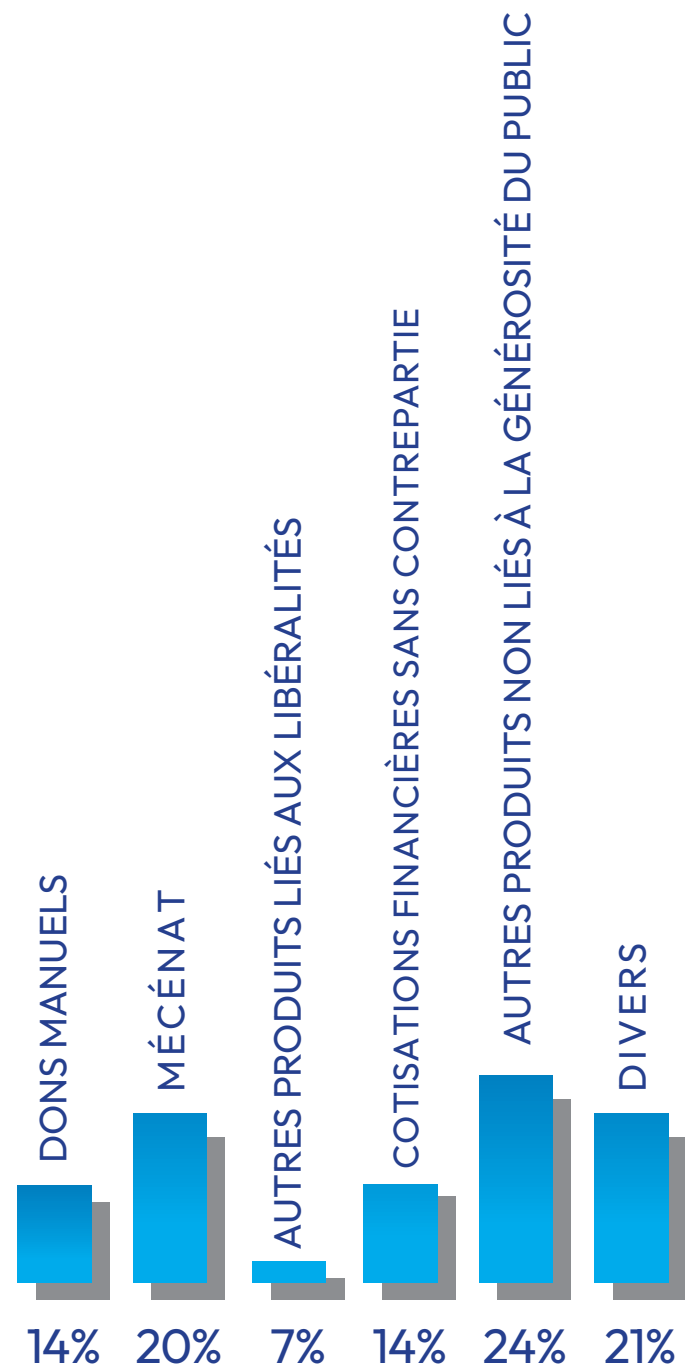 DONS MANUELS
MÉCÉNAT
AUTRES PRODUITS LIÉS AUX LIBÉRALITÉS
COTISATIONS FINANCIÈRES SANS CONTREPARTIE
AUTRES PRODUITS NON LIÉS À LA GÉNÉROSITÉ DU PUBLIC
DIVERS
14% 20% 7% 14% 24% 21%